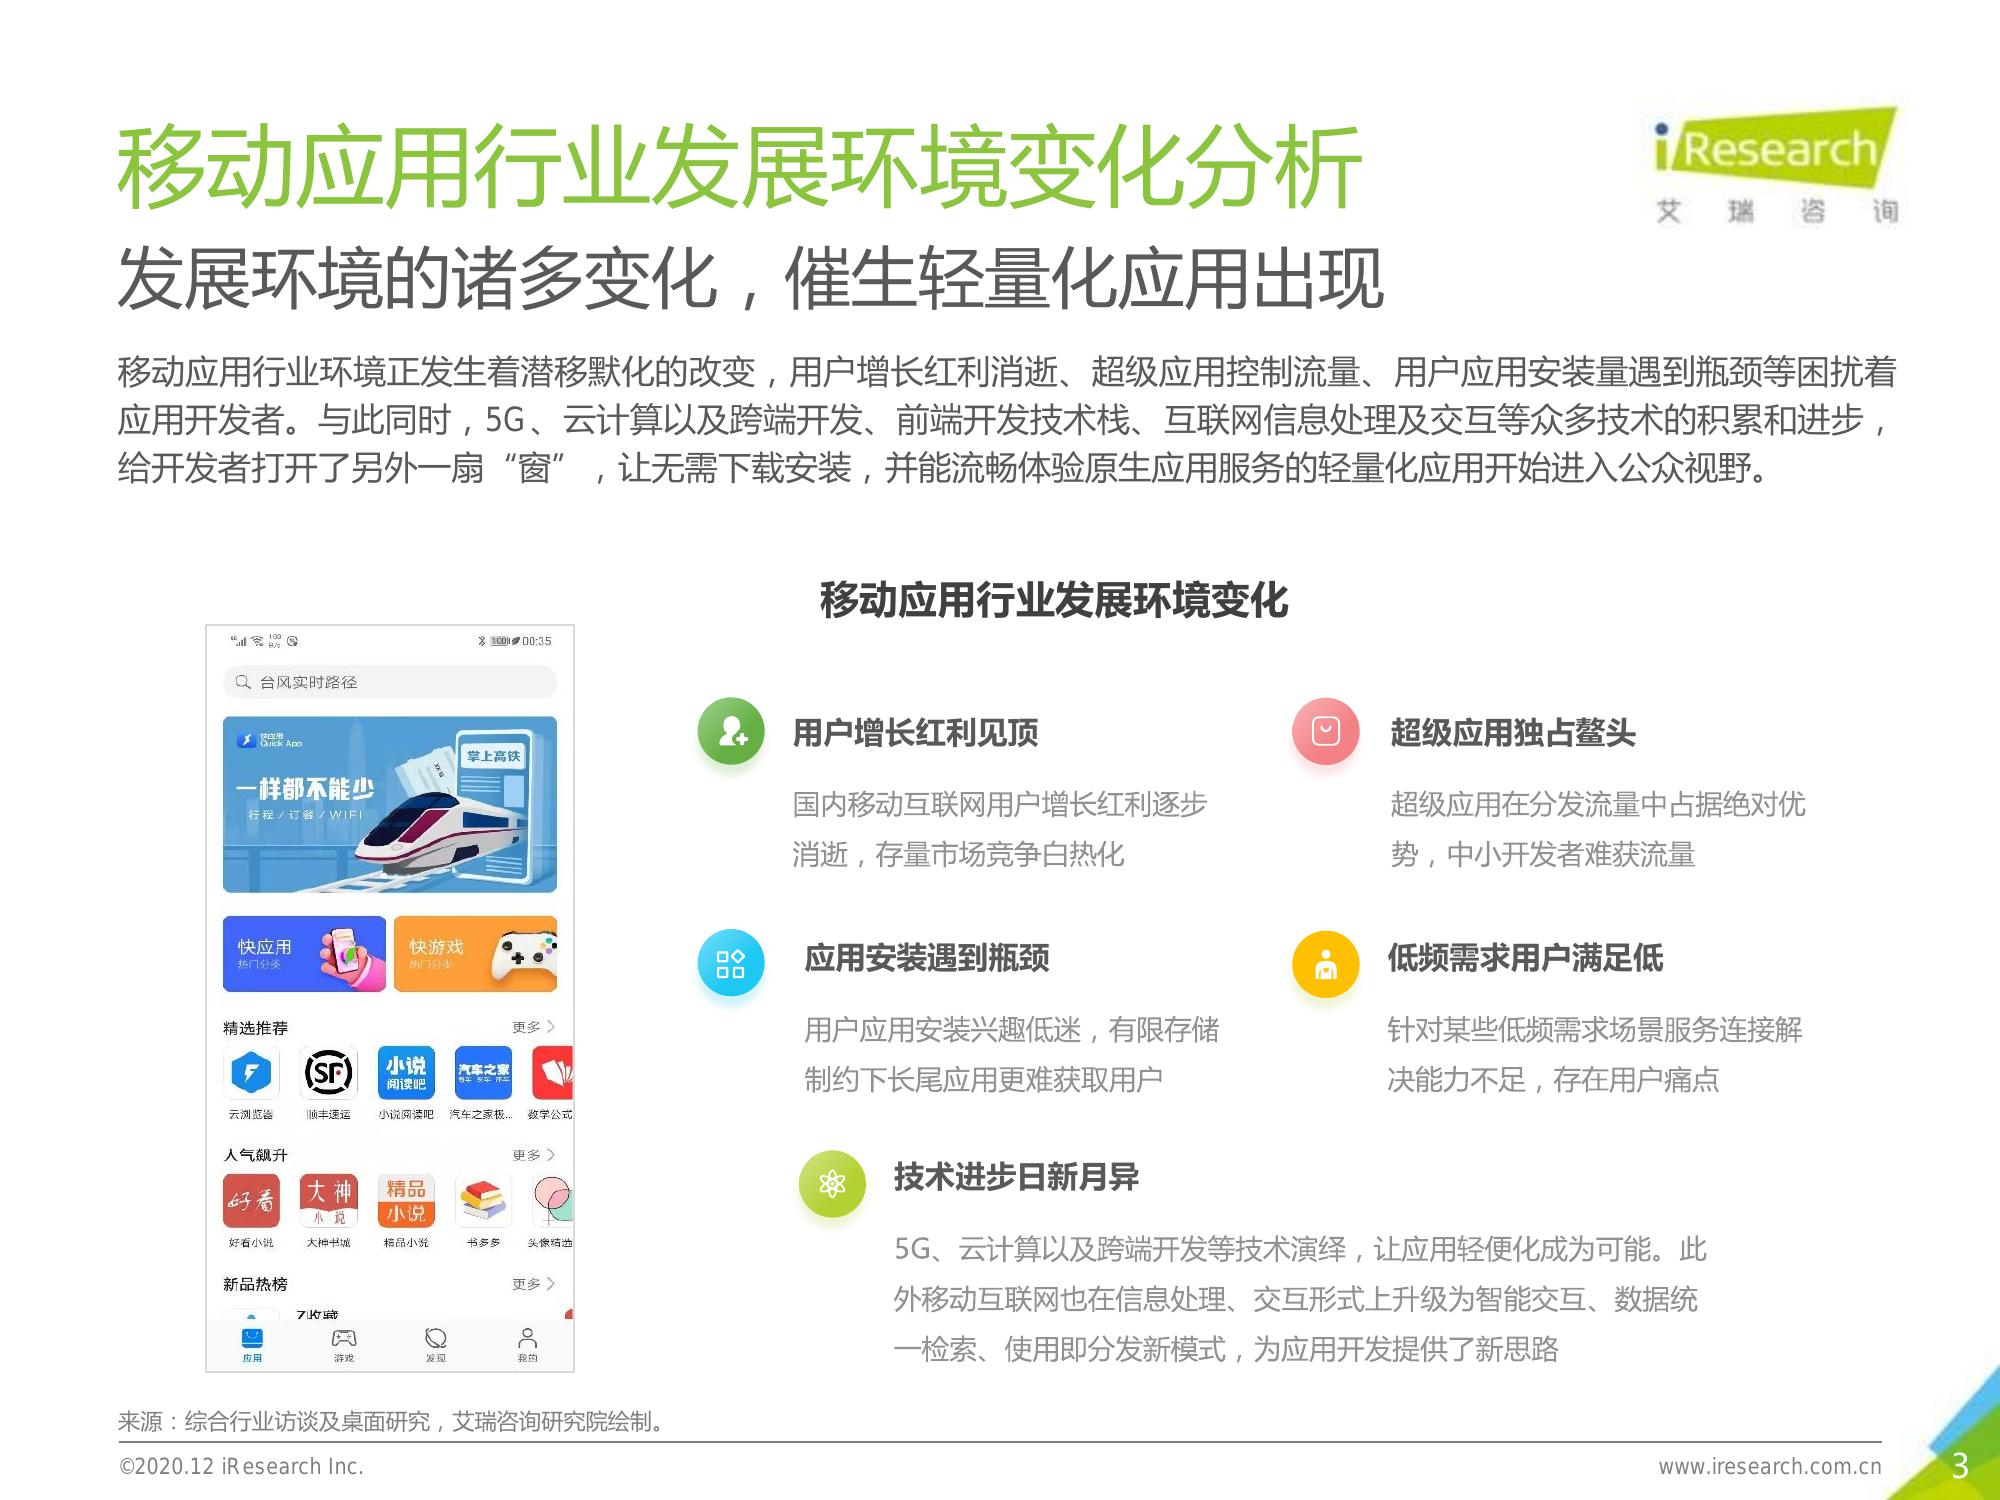 移动应用行业发展环境变化分析
iResearch
艾瑞咨询
发展环境的诸多变化，催生轻量化应用出现
移动应用行业环境正发生着潜移默化的改变，用户增长红利消逝、超级应用控制流量、用户应用安装量遇到瓶颈等困扰着
应用开发者。与此同时，5G、云计算以及跨端开发、前端开发技术栈、互联网信息处理及交互等众多技术的积累和进步，
给开发者打开了另外一扇“窗”，让无需下载安装，并能流畅体验原生应用服务的轻量化应用开始进入公众视野。
移动应用行业发展环境变化
100 00:35
台风实时路径
快应用
Quick App
掌上高铁
一样都不能少
行程 / 订餐 / WIFI
快应用
热门分类
快游戏
热门分类
精选推荐 更多
SF
小说
阅读吧
汽车之家
云浏览器 顺丰速运 小说阅读吧 汽车之家极... 数学公式
人气飙升 更多
好看
大神
小说
精品
小说
好看小说 大神书城 精品小说 书多多 头像精选
新品热榜 更多
应用 游戏 发现 我的
用户增长红利见顶
国内移动互联网用户增长红利逐步
消逝，存量市场竞争白热化
超级应用独占鳌头
超级应用在分发流量中占据绝对优
势，中小开发者难获流量
应用安装遇到瓶颈
用户应用安装兴趣低迷，有限存储
制约下长尾应用更难获取用户
低频需求用户满足低
针对某些低频需求场景服务连接解
决能力不足，存在用户痛点
技术进步日新月异
5G、云计算以及跨端开发等技术演绎，让应用轻便化成为可能。此
外移动互联网也在信息处理、交互形式上升级为智能交互、数据统
一检索、使用即分发新模式，为应用开发提供了新思路
来源：综合行业访谈及桌面研究，艾瑞咨询研究院绘制。
©2020.12 iResearch Inc.
www.iresearch.com.cn
3